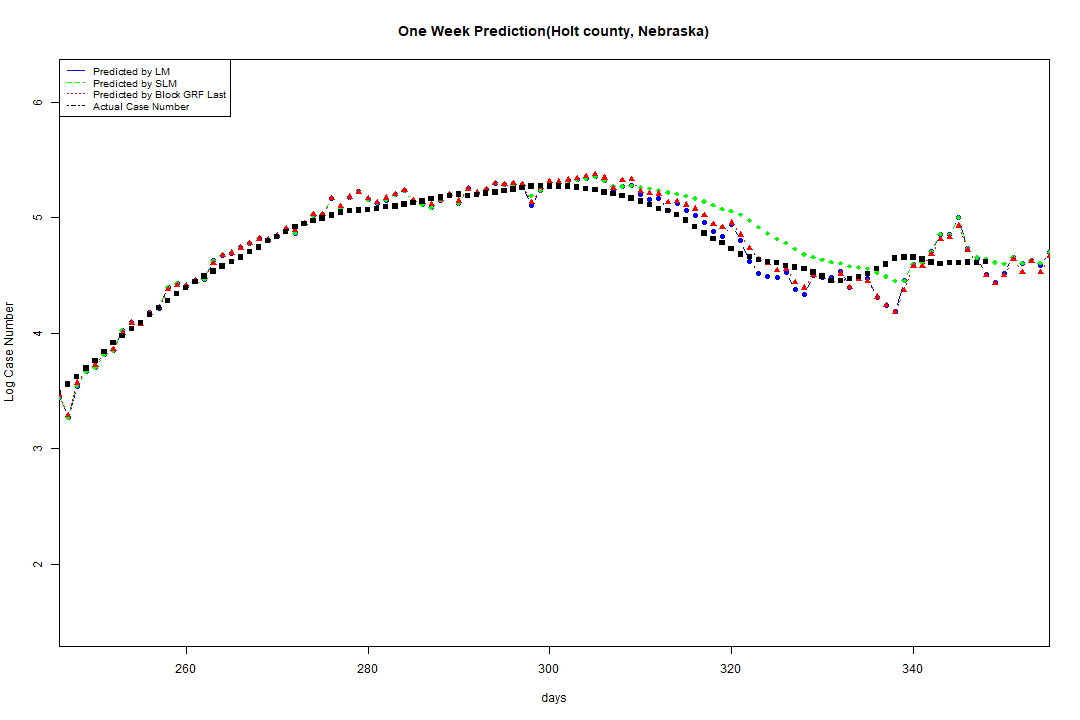 One Week Prediction(Holt county, Nebraska)
Predicted by LM
Predicted by SLM
Predicted by Block GRF Last
Actual Case Number
6
5
4
3
2
Log Case Number
260 280 300 320 340
days